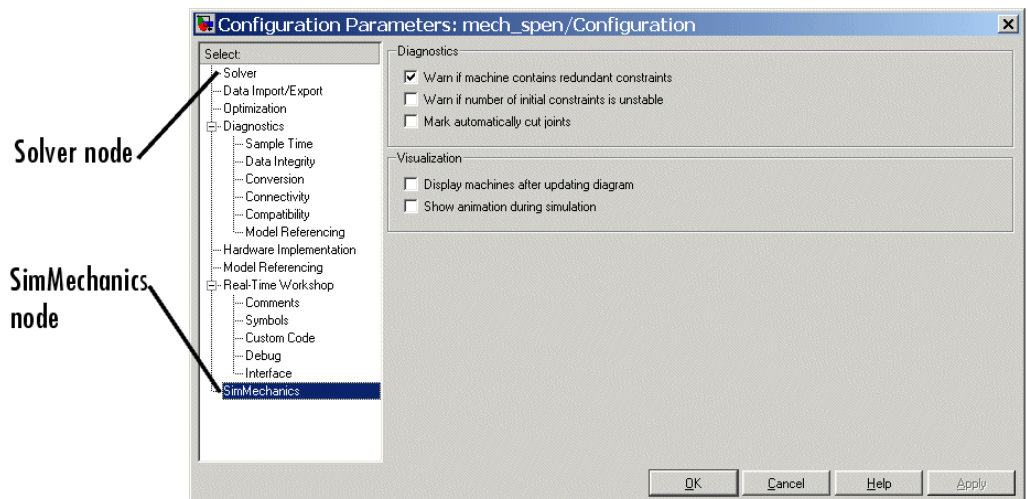 Configuration Parameters: mech_spen/Configuration
Select:
Solver
Data Import/Export
Optimization
Diagnostics
Sample Time
Data Integrity
Conversion
Connectivity
Compatibility
Model Referencing
Hardware Implementation
Model Referencing
Real-Time Workshop
Comments
Symbols
Custom Code
Debug
Interface
SimMechanics
Solver node
SimMechanics
node
Diagnostics
Warn if machine contains redundant constraints
Warn if number of initial constraints is unstable
Mark automatically cut joints
Visualization
Display machines after updating diagram
Show animation during simulation
OK
Cancel
Help
Apply